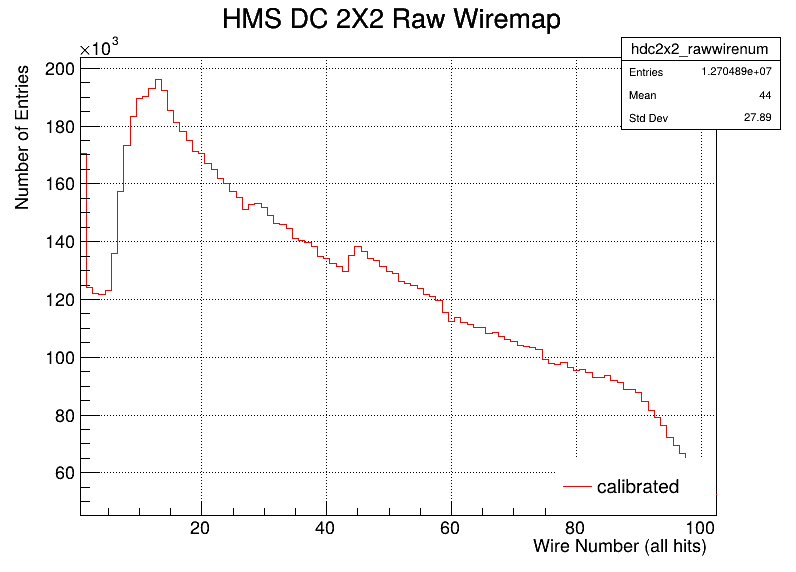 HMS DC 2X2 Raw Wiremap
×10³
hdc2x2_rawwirenum
Entries 1.270489e+07
Mean 44
Std Dev 27.89
Number of Entries
200
180
160
140
120
100
80
60
calibrated
20 40 60 80 100
Wire Number (all hits)